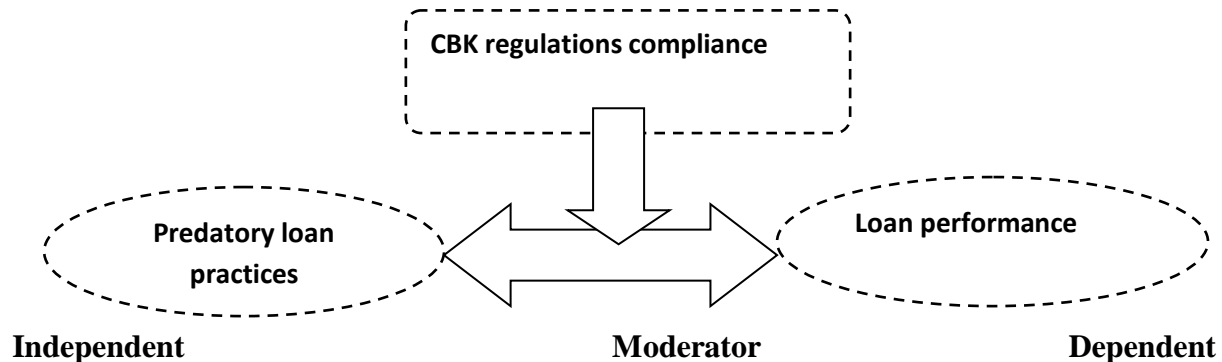 CBK regulations compliance
Predatory loan
practices
Loan performance
Independent
Moderator
Dependent